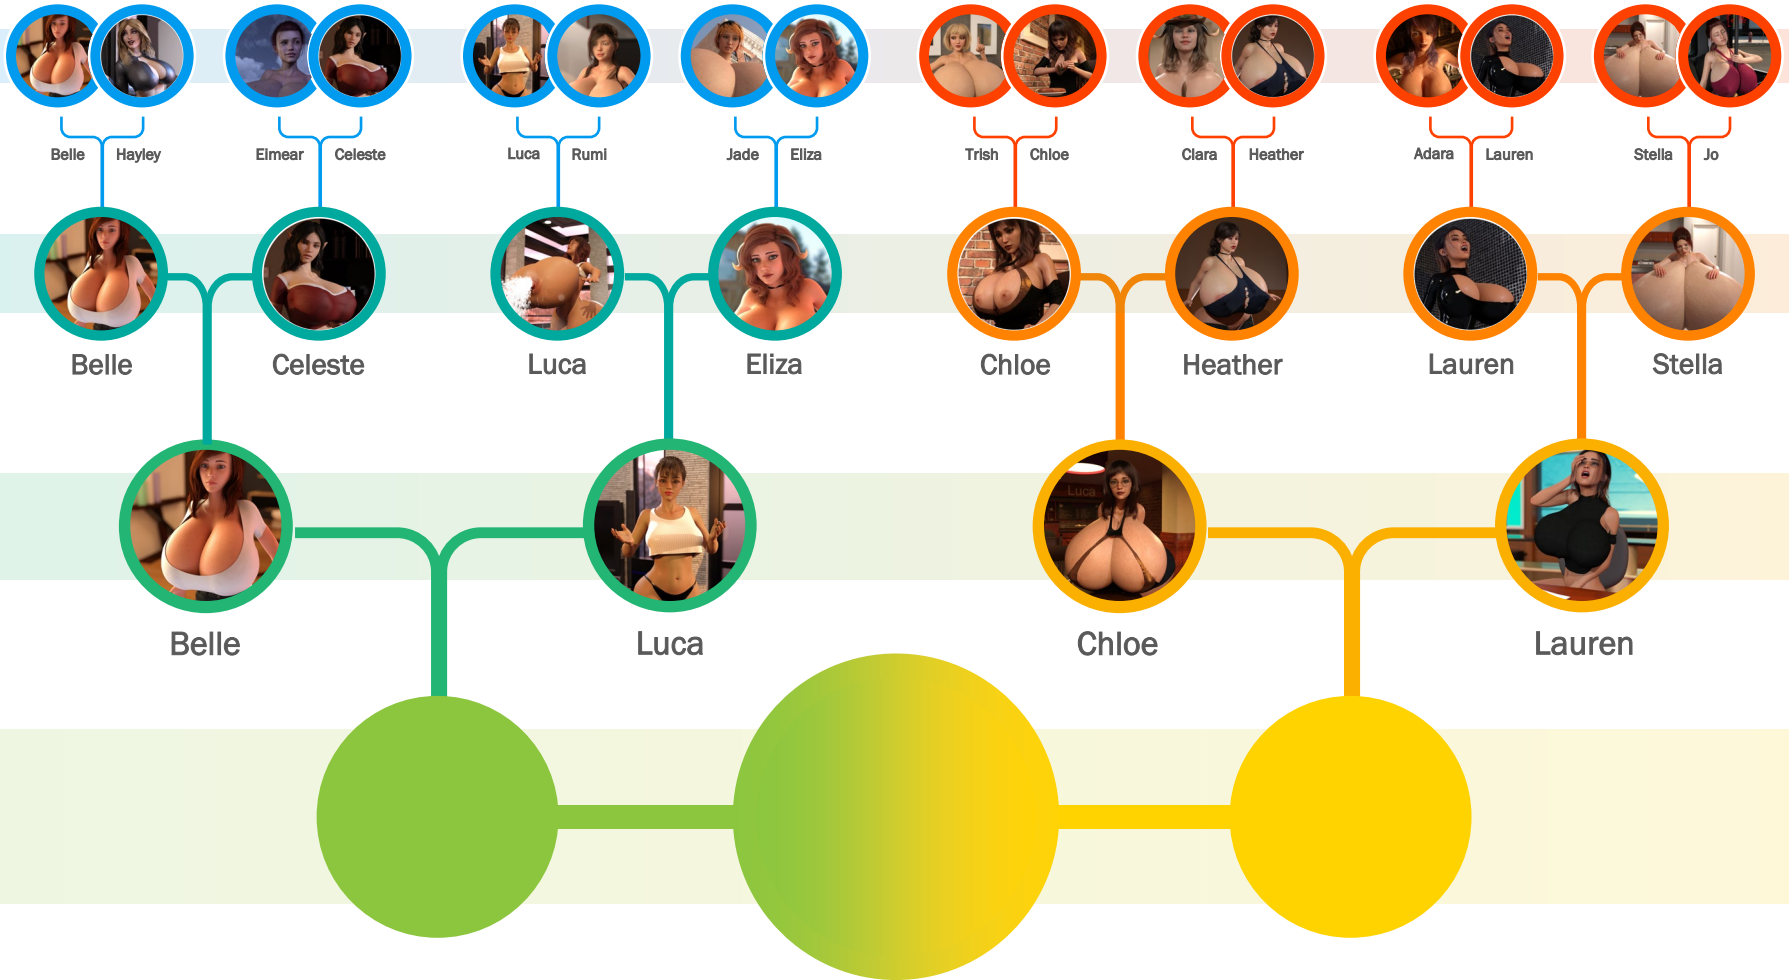 Belle Hayley Eimear Celeste Luca Rumi Jade Eliza Trish Chloe Clara Heather Adara Lauren Stella Jo
Belle Celeste Luca Eliza Chloe Heather Lauren Stella
Luca
Belle Luca Chloe Lauren